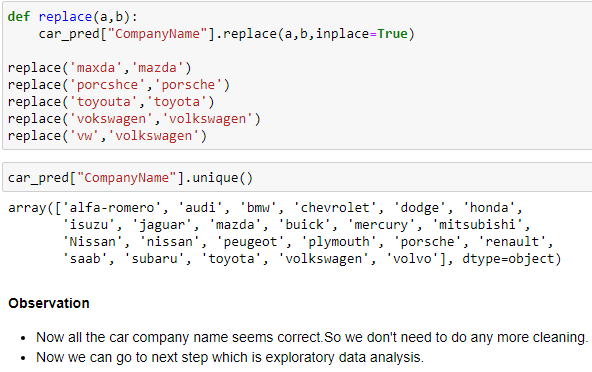 def replace(a,b):
    car_pred["CompanyName"].replace(a,b,inplace=True)
replace('maxda','mazda')
replace('porcshce','porsche')
replace('toyouta','toyota')
replace('vokswagen','volkswagen')
replace('vw','volkswagen')
car_pred["CompanyName"].unique()
array(['alfa-romero', 'audi', 'bmw', 'chevrolet', 'dodge', 'honda',
       'isuzu', 'jaguar', 'mazda', 'buick', 'mercury', 'mitsubishi',
       'Nissan', 'nissan', 'peugeot', 'plymouth', 'porsche', 'renault',
       'saab', 'subaru', 'toyota', 'volkswagen', 'volvo'], dtype=object)
Observation
• Now all the car company name seems correct.So we don't need to do any more cleaning.
• Now we can go to next step which is exploratory data analysis.